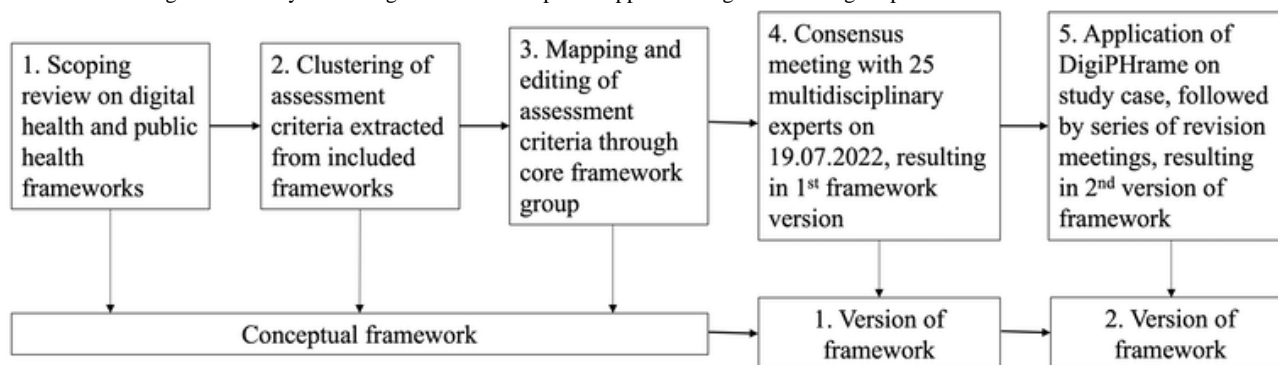 1. Scoping
review on digital
health and public
health
frameworks
2. Clustering of
assessment
criteria extracted
from included
frameworks
3. Mapping and
editing of
assessment
criteria through
core framework
group
4. Consensus
meeting with 25
multidisciplinary
experts on
19.07.2022, resulting
in 1st framework
version
5. Application of
DigiPHrame on
study case, followed
by series of revision
meetings, resulting
in 2nd version of
framework
Conceptual framework
1. Version of
framework
2. Version of
framework